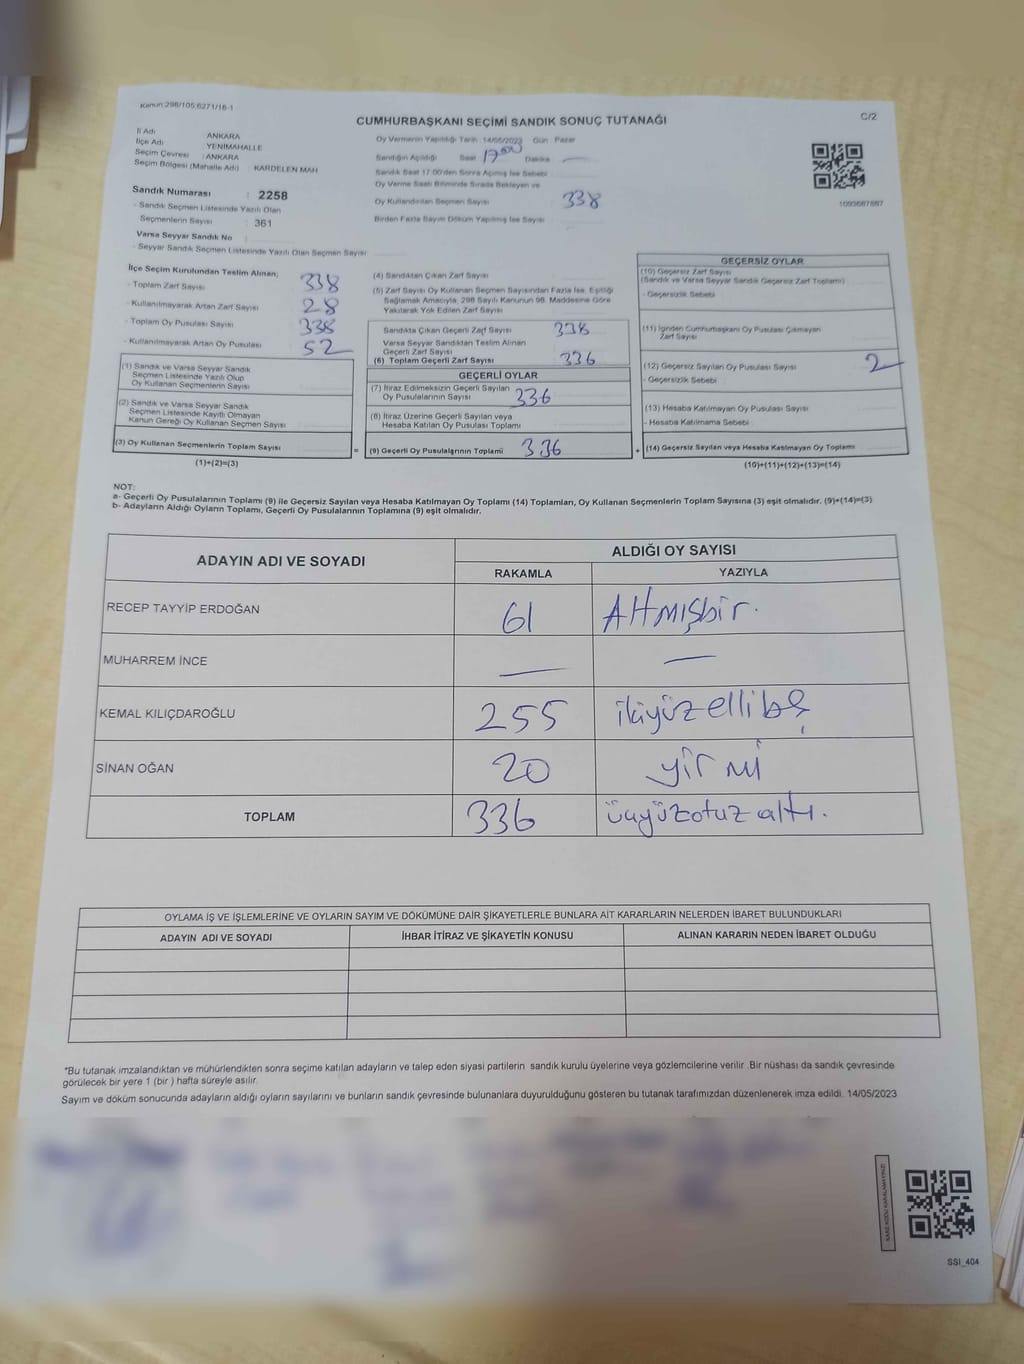 Kanun:298/105;6271/18-1
C/2
CUMHURBAŞKANI SEÇİMİ SANDIK SONUÇ TUTANAĞI
İl Adı : ANKARA
İlçe Adı : YENİMAHALLE
Seçim Çevresi : ANKARA
Seçim Bölgesi (Mahalle Adı) : KARDELEN MAH
Sandık Numarası : 2258
- Sandık Seçmen Listesinde Yazılı Olan
Seçmenlerin Sayısı : 361
Varsa Seyyar Sandık No :
- Seyyar Sandık Seçmen Listesinde Yazılı Olan Seçmen Sayısı
Oy Vermenin Yapıldığı Tarih 14/05/2023 Gün Pazar
Sandığın Açıldığı Saat 17 00 Dakika —
Sandık Saat 17:00'den Sonra Açılmış İse Sebebi
Oy Verme Saati Bitiminde Sırada Bekleyen ve
Oy Kullandırılan Seçmen Sayısı 338
Birden Fazla Sayım Döküm Yapılmış İse Sayısı
1093687887
İlçe Seçim Kurulundan Teslim Alınan;
- Toplam Zarf Sayısı 338
- Kullanılmayarak Artan Zarf Sayısı 28
- Toplam Oy Pusulası Sayısı 338
- Kullanılmayarak Artan Oy Pusulası 52
(1) Sandık ve Varsa Seyyar Sandık
Seçmen Listesinde Yazılı Olup
Oy Kullanan Seçmenlerin Sayısı
(2) Sandık ve Varsa Seyyar Sandık
Seçmen Listesinde Kayıtlı Olmayan
Kanun Gereği Oy Kullanan Seçmen Sayısı
(3) Oy Kullanan Seçmenlerin Toplam Sayısı
(1)+(2)=(3)
=
(4) Sandıktan Çıkan Zarf Sayısı
(5) Zarf Sayısı Oy Kullanan Seçmen Sayısından Fazla İse, Eşitliği
Sağlamak Amacıyla, 298 Sayılı Kanunun 98. Maddesine Göre
Yakılarak Yok Edilen Zarf Sayısı
Sandıkta Çıkan Geçerli Zarf Sayısı 338
Varsa Seyyar Sandıktan Teslim Alınan
Geçerli Zarf Sayısı
(6) Toplam Geçerli Zarf Sayısı 336
GEÇERLİ OYLAR
(7) İtiraz Edilmeksizin Geçerli Sayılan
Oy Pusulalarının Sayısı 336
(8) İtiraz Üzerine Geçerli Sayılan veya
Hesaba Katılan Oy Pusulası Toplamı
(9) Geçerli Oy Pusulalarının Toplamı 336
+
GEÇERSİZ OYLAR
(10) Geçersiz Zarf Sayısı
(Sandık ve Varsa Seyyar Sandık Geçersiz Zarf Toplamı)
- Geçersizlik Sebebi
(11) İçinden Cumhurbaşkanı Oy Pusulası Çıkmayan
Zarf Sayısı
(12) Geçersiz Sayılan Oy Pusulası Sayısı 2
- Geçersizlik Sebebi
(13) Hesaba Katılmayan Oy Pusulası Sayısı
- Hesaba Katılmama Sebebi
(14) Geçersiz Sayılan veya Hesaba Katılmayan Oy Toplamı
(10)+(11)+(12)+(13)=(14)
NOT:
a- Geçerli Oy Pusulalarının Toplamı (9) ile Geçersiz Sayılan veya Hesaba Katılmayan Oy Toplamı (14) Toplamları, Oy Kullanan Seçmenlerin Toplam Sayısına (3) eşit olmalıdır. (9)+(14)=(3)
b- Adayların Aldığı Oyların Toplamı, Geçerli Oy Pusulalarının Toplamına (9) eşit olmalıdır.
ADAYIN ADI VE SOYADI ALDIĞI OY SAYISI
RAKAMLA YAZIYLA
RECEP TAYYİP ERDOĞAN 61 Altmışbir.
MUHARREM İNCE — —
KEMAL KILIÇDAROĞLU 255 ikiyüzellibeş
SİNAN OĞAN 20 yirmi
TOPLAM 336 üçyüzotuzaltı.
OYLAMA İŞ VE İŞLEMLERİNE VE OYLARIN SAYIM VE DÖKÜMÜNE DAİR ŞİKAYETLERLE BUNLARA AİT KARARLARIN NELERDEN İBARET BULUNDUKLARI
ADAYIN ADI VE SOYADI İHBAR İTİRAZ VE ŞİKAYETİN KONUSU ALINAN KARARIN NEDEN İBARET OLDUĞU
*Bu tutanak imzalandıktan ve mühürlendikten sonra seçime katılan adayların ve talep eden siyasi partilerin sandık kurulu üyelerine veya gözlemcilerine verilir .Bir nüshası da sandık çevresinde
görülecek bir yere 1 (bir ) hafta süreyle asılır.
Sayım ve döküm sonucunda adayların aldığı oyların sayılarını ve bunların sandık çevresinde bulunanlara duyurulduğunu gösteren bu tutanak tarafımızdan düzenlenerek imza edildi. 14/05/2023
KARE KODU KARALAMAYINIZ!
SSI_404